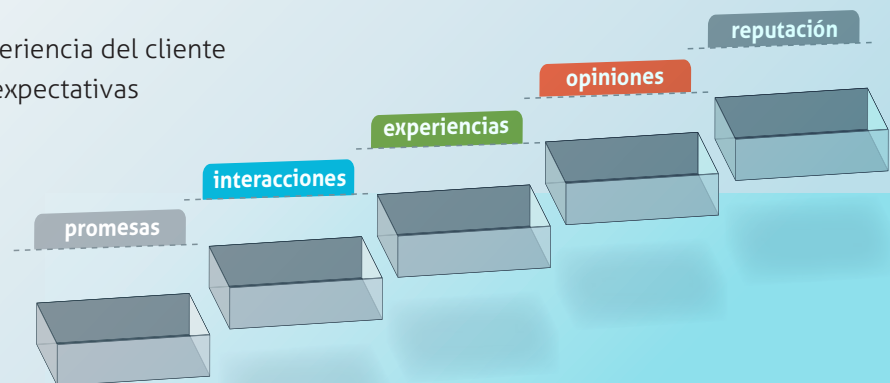 eriencia del cliente
expectativas
reputación
opiniones
experiencias
interacciones
promesas